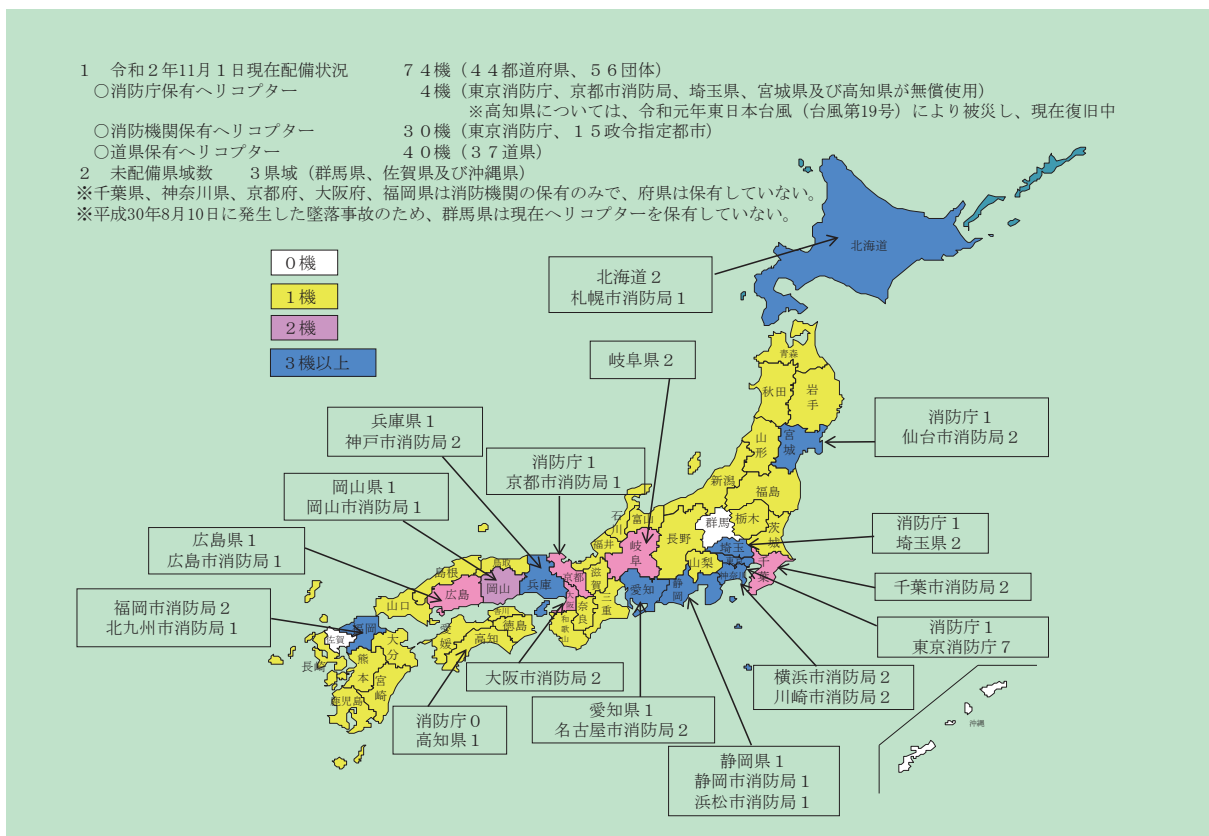 1 令和2年11月1日現在配備状況 74機(44都道府県、56団体)
○消防庁保有ヘリコプター 4機(東京消防庁、京都市消防局、埼玉県、宮城県及び高知県が無償使用)
※高知県については、令和元年東日本台風(台風第19号)により被災し、現在復旧中
○消防機関保有ヘリコプター 30機(東京消防庁、15政令指定都市)
○道県保有ヘリコプター 40機(37道県)
2 未配備県域数 3県域(群馬県、佐賀県及び沖縄県)
※千葉県、神奈川県、京都府、大阪府、福岡県は消防機関の保有のみで、府県は保有していない。
※平成30年8月10日に発生した墜落事故のため、群馬県は現在ヘリコプターを保有していない。
0機
1機
2機
3機以上
北海道
北海道2
札幌市消防局1
岐阜県2
兵庫県1
神戸市消防局2
消防庁1
京都市消防局1
岡山県1
岡山市消防局1
広島県1
広島市消防局1
福岡市消防局2
北九州市消防局1
消防庁1
仙台市消防局2
消防庁1
埼玉県2
千葉市消防局2
消防庁1
東京消防庁7
横浜市消防局2
川崎市消防局2
大阪市消防局2
愛知県1
名古屋市消防局2
消防庁0
高知県1
静岡県1
静岡市消防局1
浜松市消防局1
青森
秋田
岩手
山形
宮城
新潟
福島
群馬
栃木
茨城
埼玉
東京
千葉
神奈川
山梨
長野
石川
富山
福井
岐阜
静岡
愛知
滋賀
三重
京都
大阪
奈良
和歌山
兵庫
鳥取
島根
岡山
広島
山口
香川
徳島
愛媛
高知
福岡
佐賀
長崎
大分
熊本
宮崎
鹿児島
沖縄